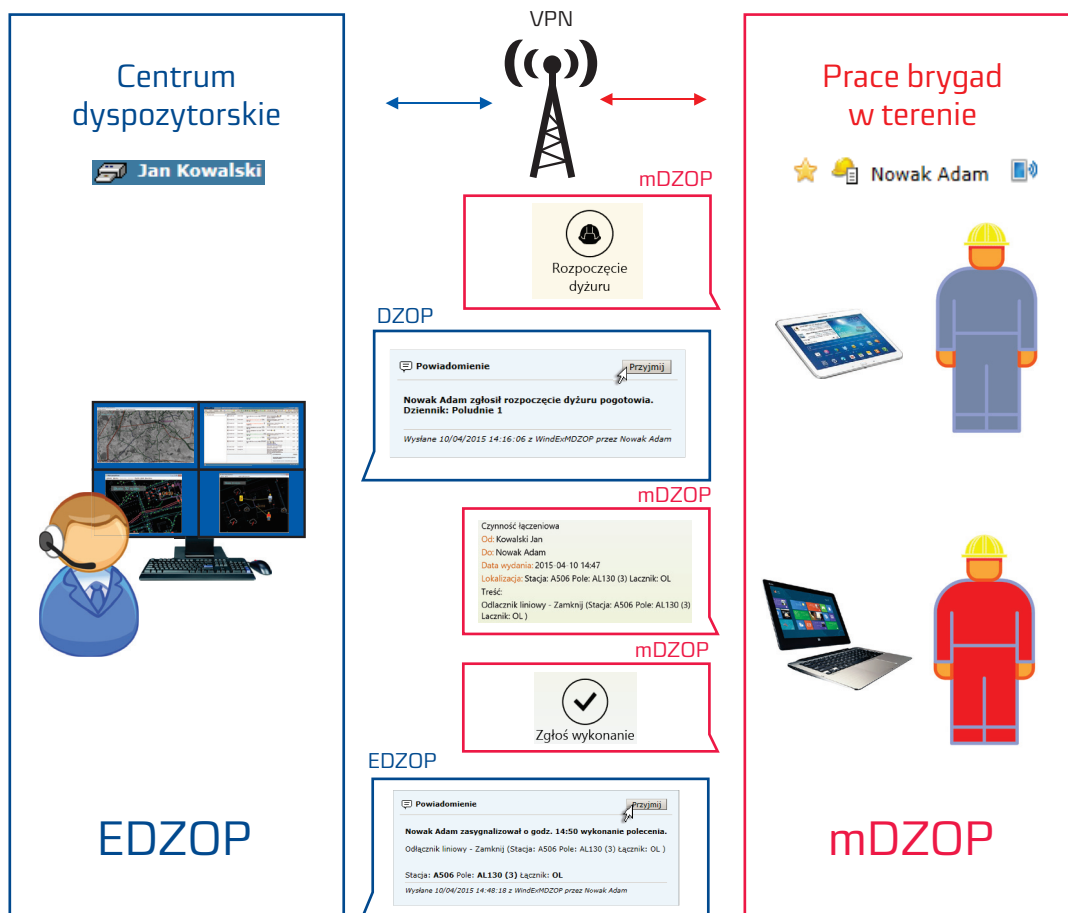 VPN
Centrum
dyspozytorskie
Jan Kowalski
EDZOP
mDZOP
Rozpoczęcie
dyżuru
DZOP
Powiadomienie
Przyjmij
Nowak Adam zgłosił rozpoczęcie dyżuru pogotowia.
Dziennik: Poludnie 1
Wysłane 10/04/2015 14:16:06 z WindExMDZOP przez Nowak Adam
mDZOP
Czynność łączeniowa
Od: Kowalski Jan
Do: Nowak Adam
Data wydania: 2015-04-10 14:47
Lokalizacja: Stacja: A506 Pole: AL130 (3) Lacznik: OL
Treść:
Odlacznik liniowy - Zamknij (Stacja: A506 Pole: AL130 (3)
Lacznik: OL )
mDZOP
Zgłoś wykonanie
EDZOP
Powiadomienie
Przyjmij
Nowak Adam zasygnalizował o godz. 14:50 wykonanie polecenia.
Odłącznik liniowy - Zamknij (Stacja: A506 Pole: AL130 (3) Łącznik: OL )
Stacja: A506 Pole: AL130 (3) Łącznik: OL
Wysłane 10/04/2015 14:48:18 z WindExMDZOP przez Nowak Adam
Prace brygad
w terenie
Nowak Adam
mDZOP